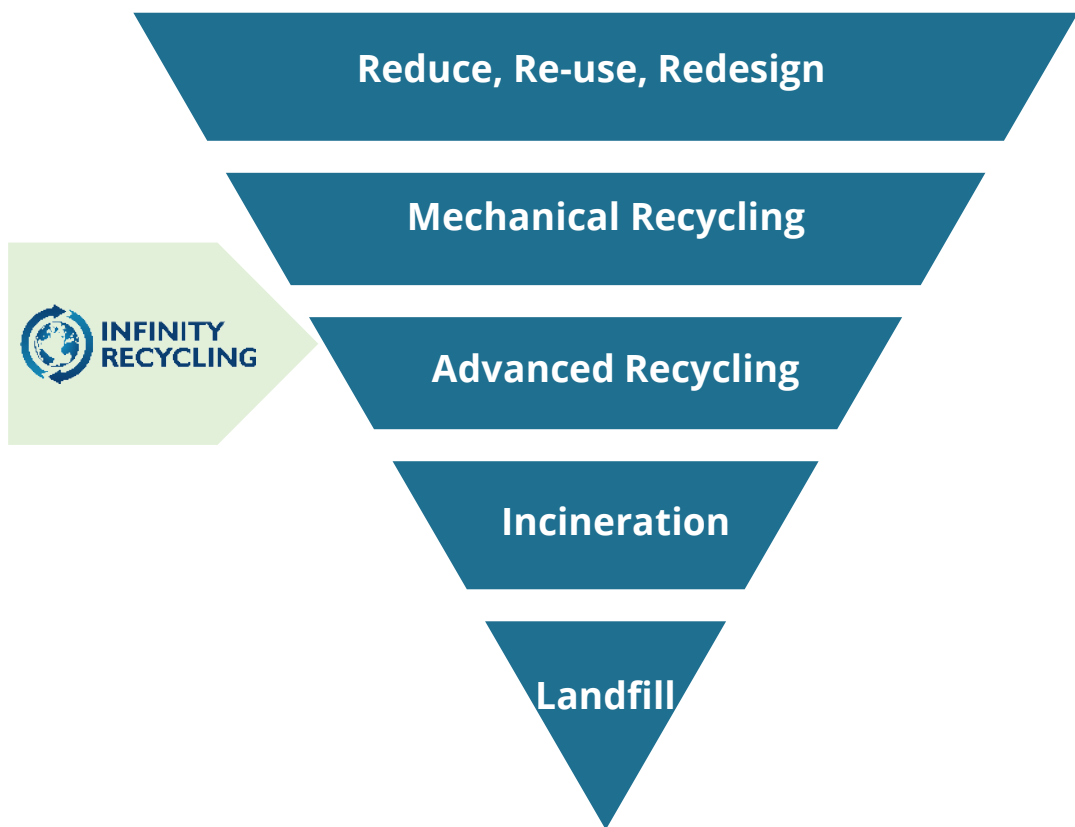 Reduce, Re-use, Redesign
Mechanical Recycling
INFINITY
RECYCLING
Advanced Recycling
Incineration
Landfill